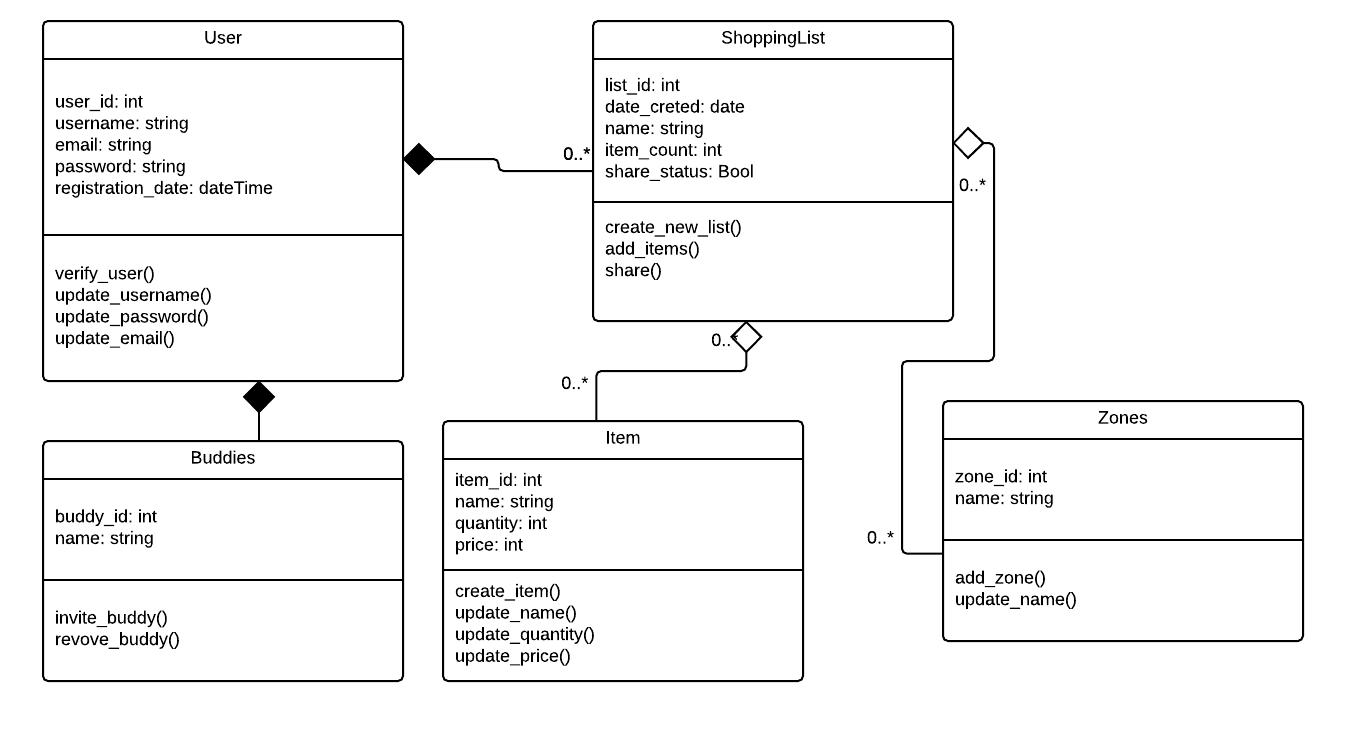 User
user_id: int
username: string
email: string
password: string
registration_date: dateTime
verify_user()
update_username()
update_password()
update_email()
0..*
ShoppingList
list_id: int
date_creted: date
name: string
item_count: int
share_status: Bool
create_new_list()
add_items()
share()
0..*
0..*
0..*
Buddies
buddy_id: int
name: string
invite_buddy()
revove_buddy()
Item
item_id: int
name: string
quantity: int
price: int
create_item()
update_name()
update_quantity()
update_price()
0..*
Zones
zone_id: int
name: string
add_zone()
update_name()